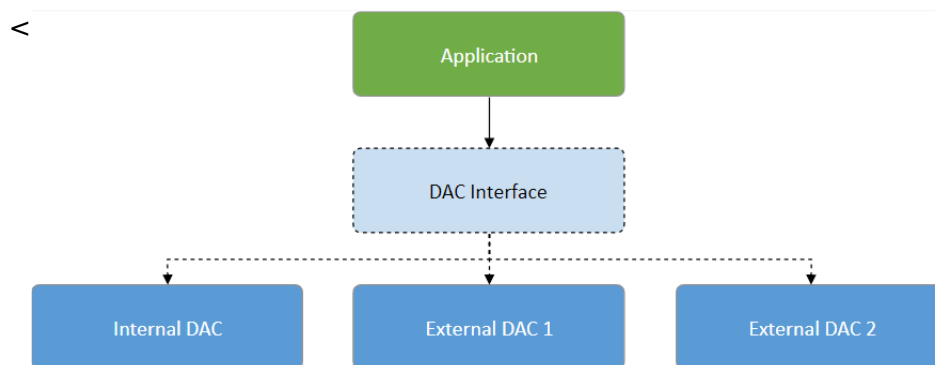 <
Application
DAC Interface
Internal DAC
External DAC 1
External DAC 2